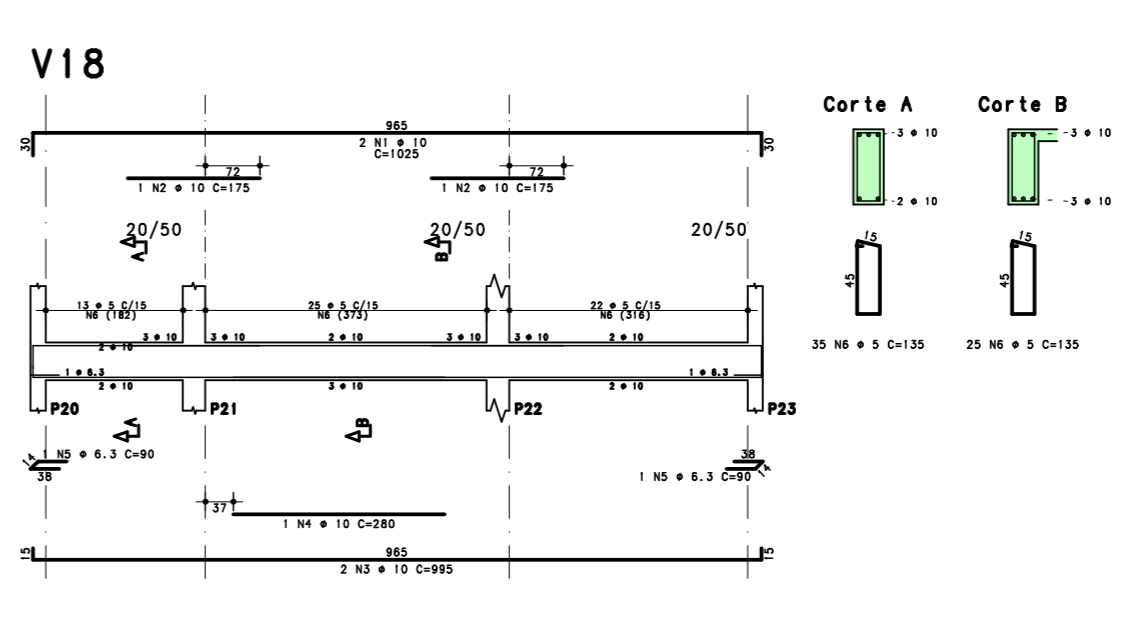 V18
Corte A
Corte B
965
30
2 N1 ø 10
C=1025
30
-3 ø 10
-3 ø 10
72
72
1 N2 ø 10 C=175
1 N2 ø 10 C=175
-2 ø 10
-3 ø 10
20/50
20/50
20/50
A
B
15
15
45
45
13 ø 5 C/15
25 ø 5 C/15
22 ø 5 C/15
N6 (182)
N6 (373)
N6 (316)
3 ø 10
3 ø 10
2 ø 10
3 ø 10
3 ø 10
2 ø 10
2 ø 10
35 N6 ø 5 C=135
25 N6 ø 5 C=135
1 ø 6.3
1 ø 6.3
2 ø 10
3 ø 10
2 ø 10
P20
P21
P22
P23
A
B
1 N5 ø 6.3 C=90
14
38
38
14
1 N5 ø 6.3 C=90
37
1 N4 ø 10 C=280
15
965
15
2 N3 ø 10 C=995